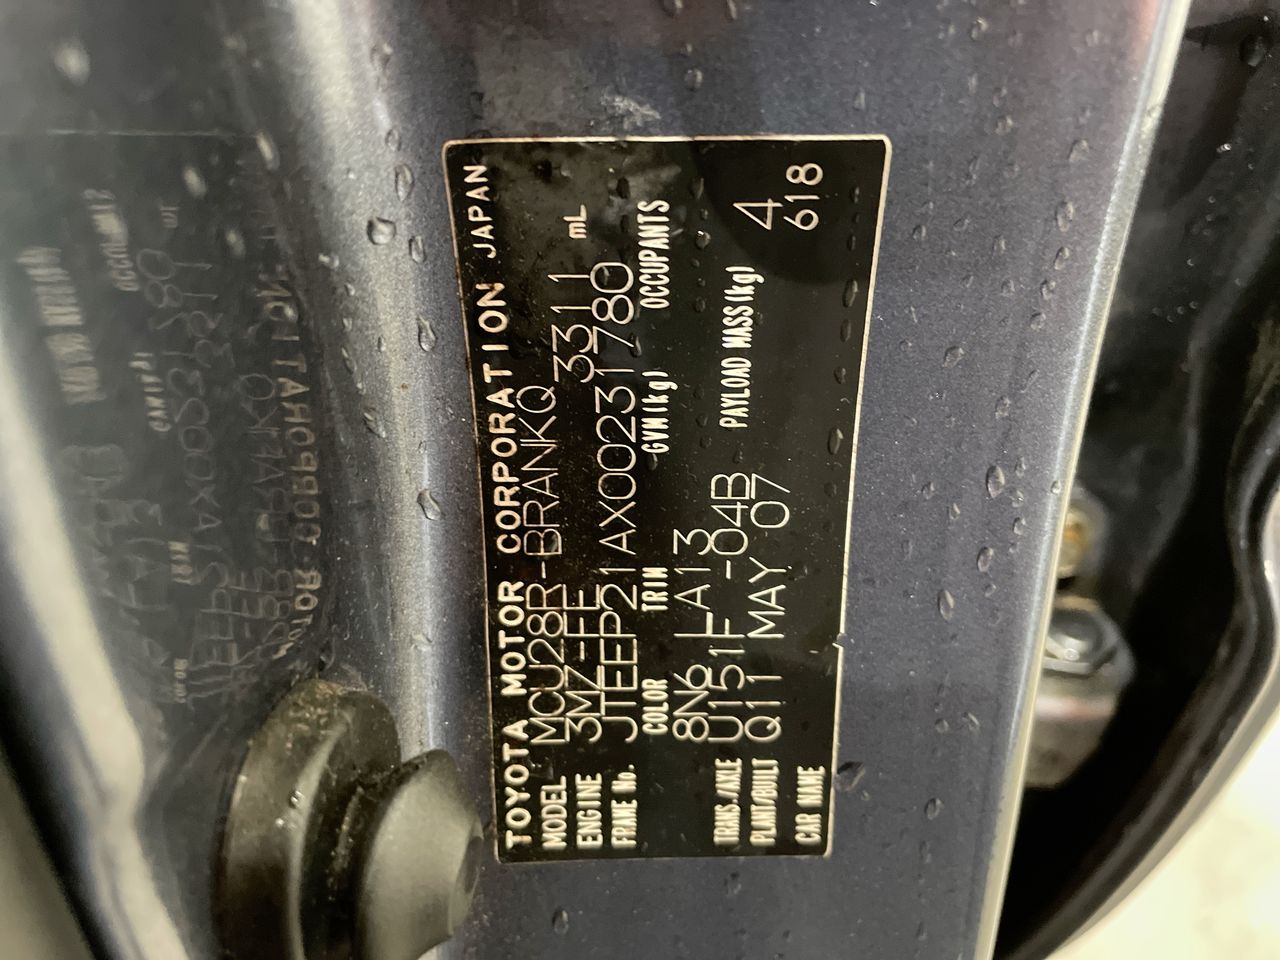 TOYOTA MOTOR CORPORATION JAPAN
MODEL MCU28R-BRANKQ
ENGINE 3MZ-FE 3311 mL
FRAME No. JTEEP21AX00231780
COLOR TRIM GVM(kg) OCCUPANTS
8N6 LA13
TRANS/AXLE U151F -04B PAYLOAD MASS(kg)
PLANT/BUILT Q11 MAY 07 4
CAR NAME 618